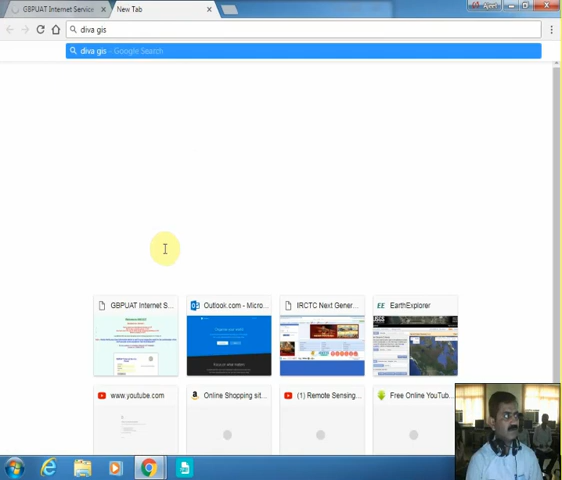 GBPUAT Internet Service
New Tab
diva gis
diva gis - Google Search
GBPUAT Internet S...
Outlook.com - Micro...
IRCTC Next Gener...
EarthExplorer
www.youtube.com
Online Shopping sit...
(1) Remote Sensing...
Free Online YouTub...